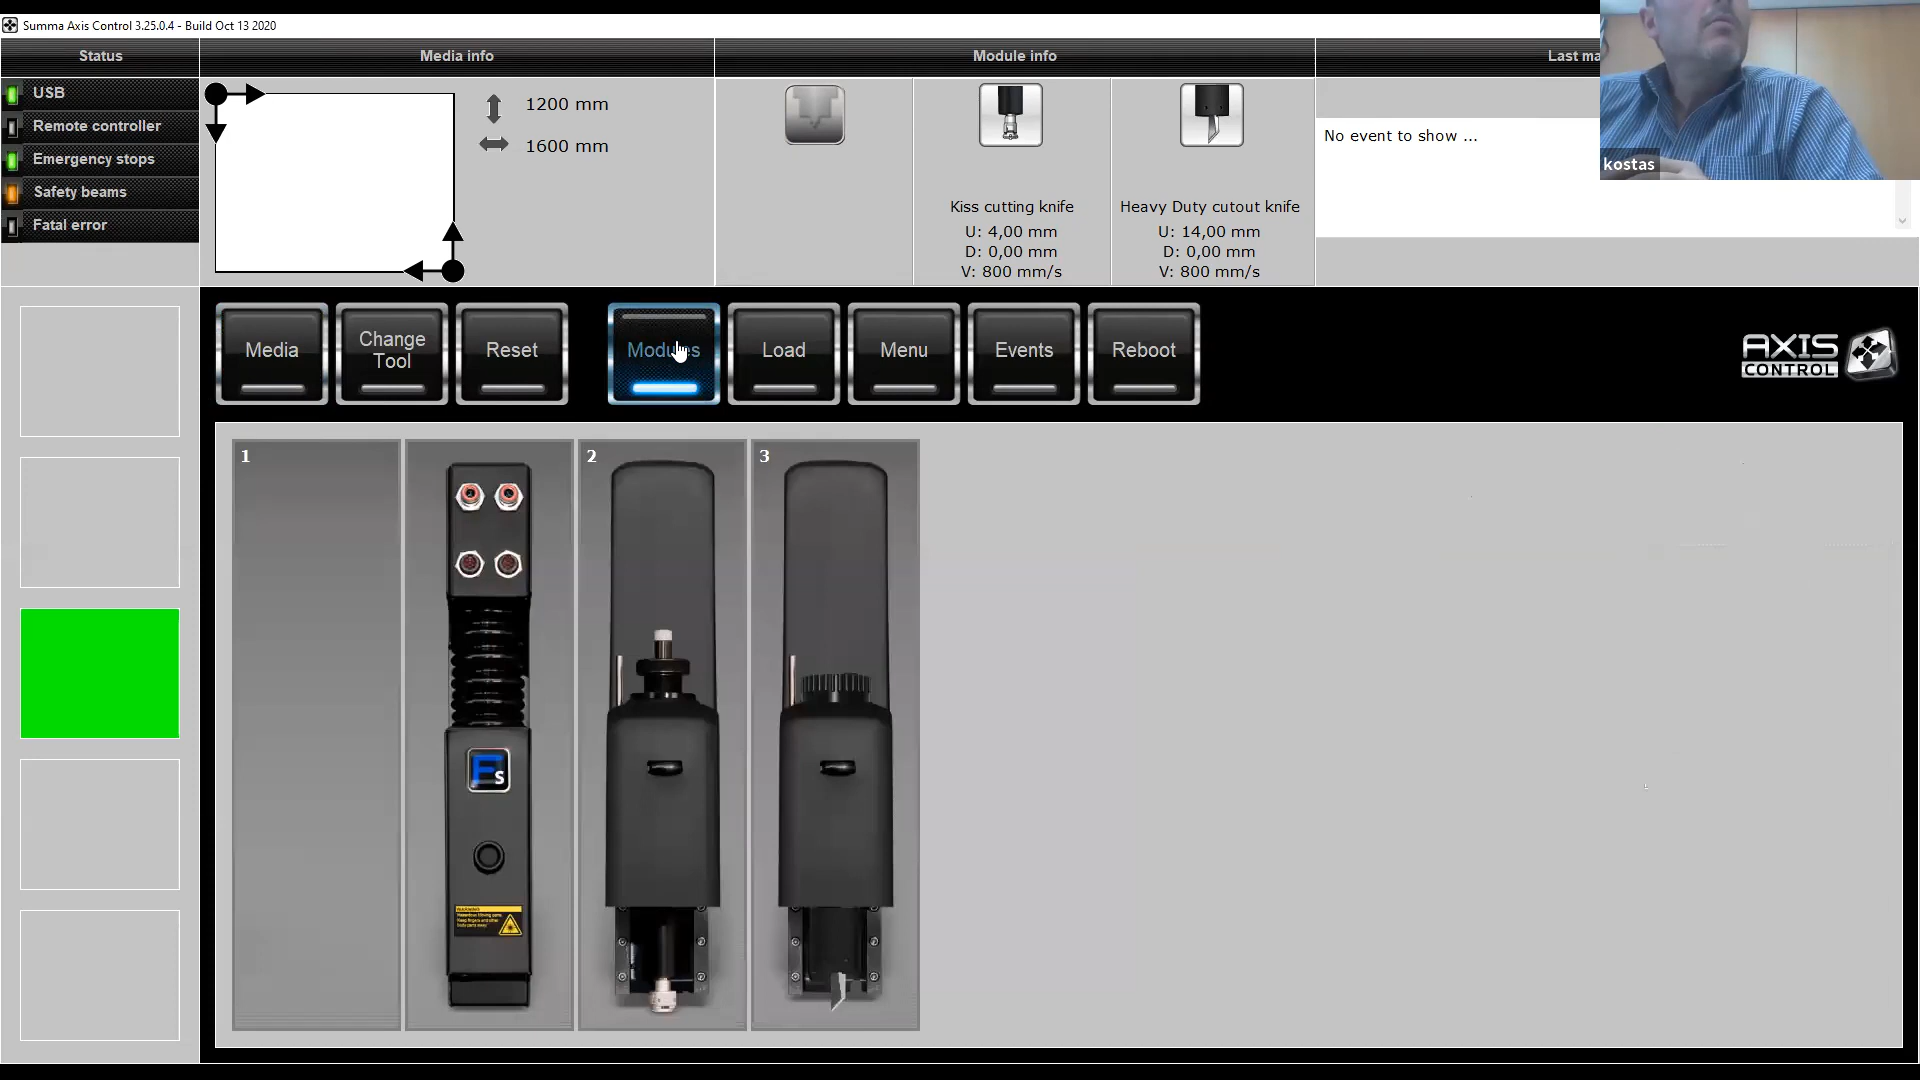 Summa Axis Control 3.25.0.4 - Build Oct 13 2020
Status
Media info
Module info
Last ma
USB
Remote controller
Emergency stops
Safety beams
Fatal error
1200 mm
1600 mm
Kiss cutting knife
U: 4,00 mm
D: 0,00 mm
V: 800 mm/s
Heavy Duty cutout knife
U: 14,00 mm
D: 0,00 mm
V: 800 mm/s
No event to show ...
kostas
Media
Change
Tool
Reset
Modules
Load
Menu
Events
Reboot
AXIS
CONTROL
1
2
3
Fs